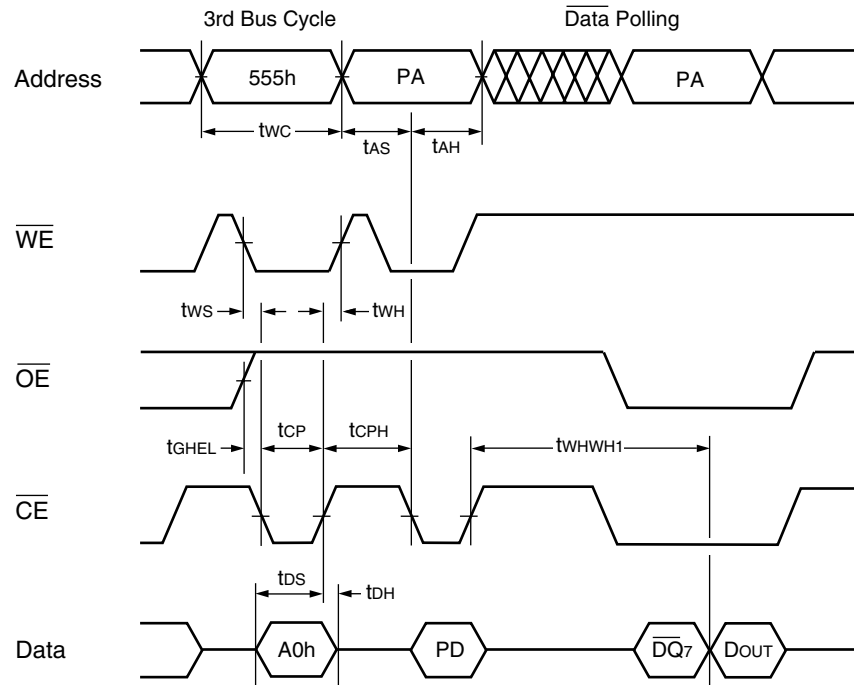 3rd Bus Cycle
Data Polling
Address
555h
PA
PA
tWC
tAS
tAH
WE
tWS
tWH
OE
tGHEL
tCP
tCPH
tWHWH1
CE
tDS
tDH
Data
A0h
PD
DQ7
DOUT